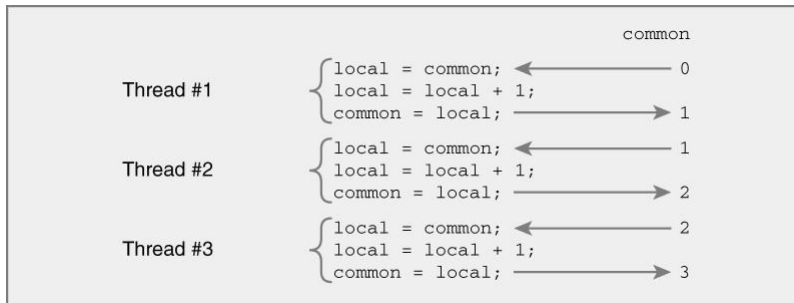 common
local = common; 0
Thread #1 local = local + 1;
common = local; 1
local = common; 1
Thread #2 local = local + 1;
common = local; 2
local = common; 2
Thread #3 local = local + 1;
common = local; 3